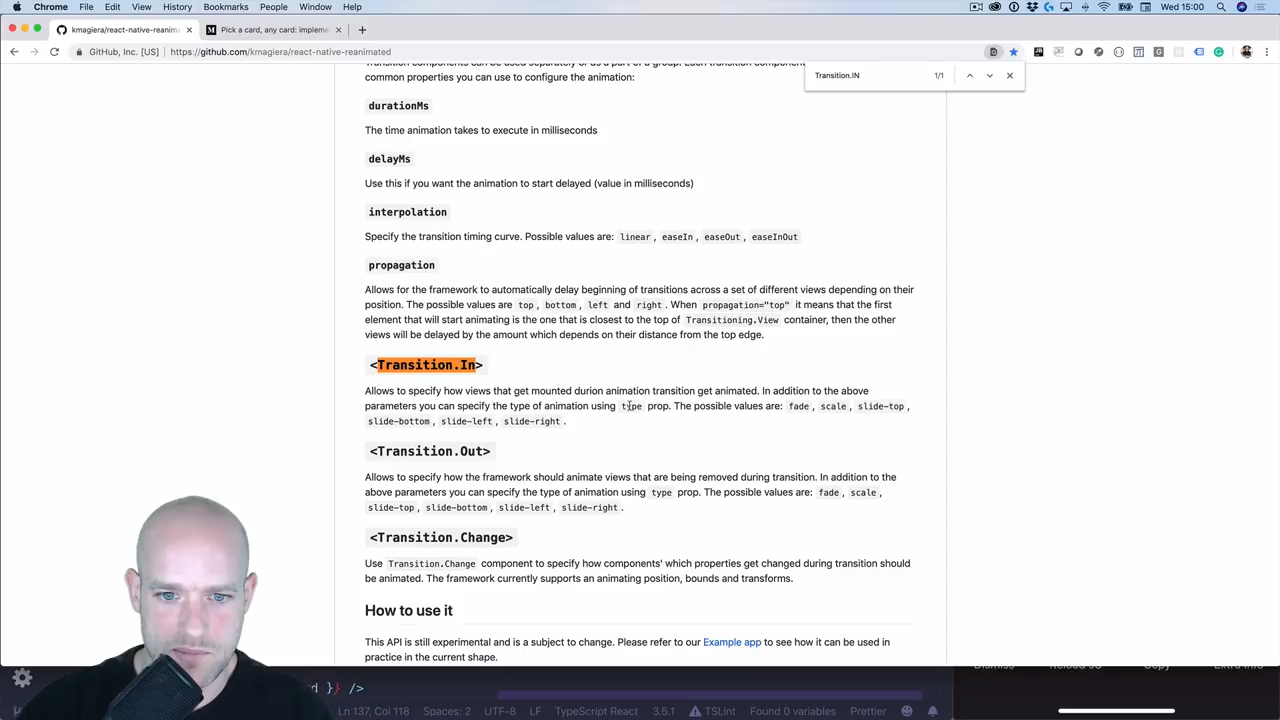 Chrome File Edit View History Bookmarks People Window Help Wed 15:00
kmagiera/react-native-reanima Pick a card, any card: impleme
GitHub, Inc. [US] https://github.com/kmagiera/react-native-reanimated
Transition.IN 1/1
common properties you can use to configure the animation:
durationMs
The time animation takes to execute in milliseconds
delayMs
Use this if you want the animation to start delayed (value in milliseconds)
interpolation
Specify the transition timing curve. Possible values are: linear, easeIn, easeOut, easeInOut
propagation
Allows for the framework to automatically delay beginning of transitions across a set of different views depending on their
position. The possible values are top, bottom, left and right. When propagation="top" it means that the first
element that will start animating is the one that is closest to the top of Transitioning.View container, then the other
views will be delayed by the amount which depends on their distance from the top edge.
<Transition.In>
Allows to specify how views that get mounted durion animation transition get animated. In addition to the above
parameters you can specify the type of animation using type prop. The possible values are: fade, scale, slide-top,
slide-bottom, slide-left, slide-right.
<Transition.Out>
Allows to specify how the framework should animate views that are being removed during transition. In addition to the
above parameters you can specify the type of animation using type prop. The possible values are: fade, scale,
slide-top, slide-bottom, slide-left, slide-right.
<Transition.Change>
Use Transition.Change component to specify how components' which properties get changed during transition should
be animated. The framework currently supports an animating position, bounds and transforms.
How to use it
This API is still experimental and is a subject to change. Please refer to our Example app to see how it can be used in
practice in the current shape.
}} />
Ln 137, Col 118 Spaces: 2 UTF-8 LF TypeScript React 3.5.1 TSLint Found 0 variables Prettier